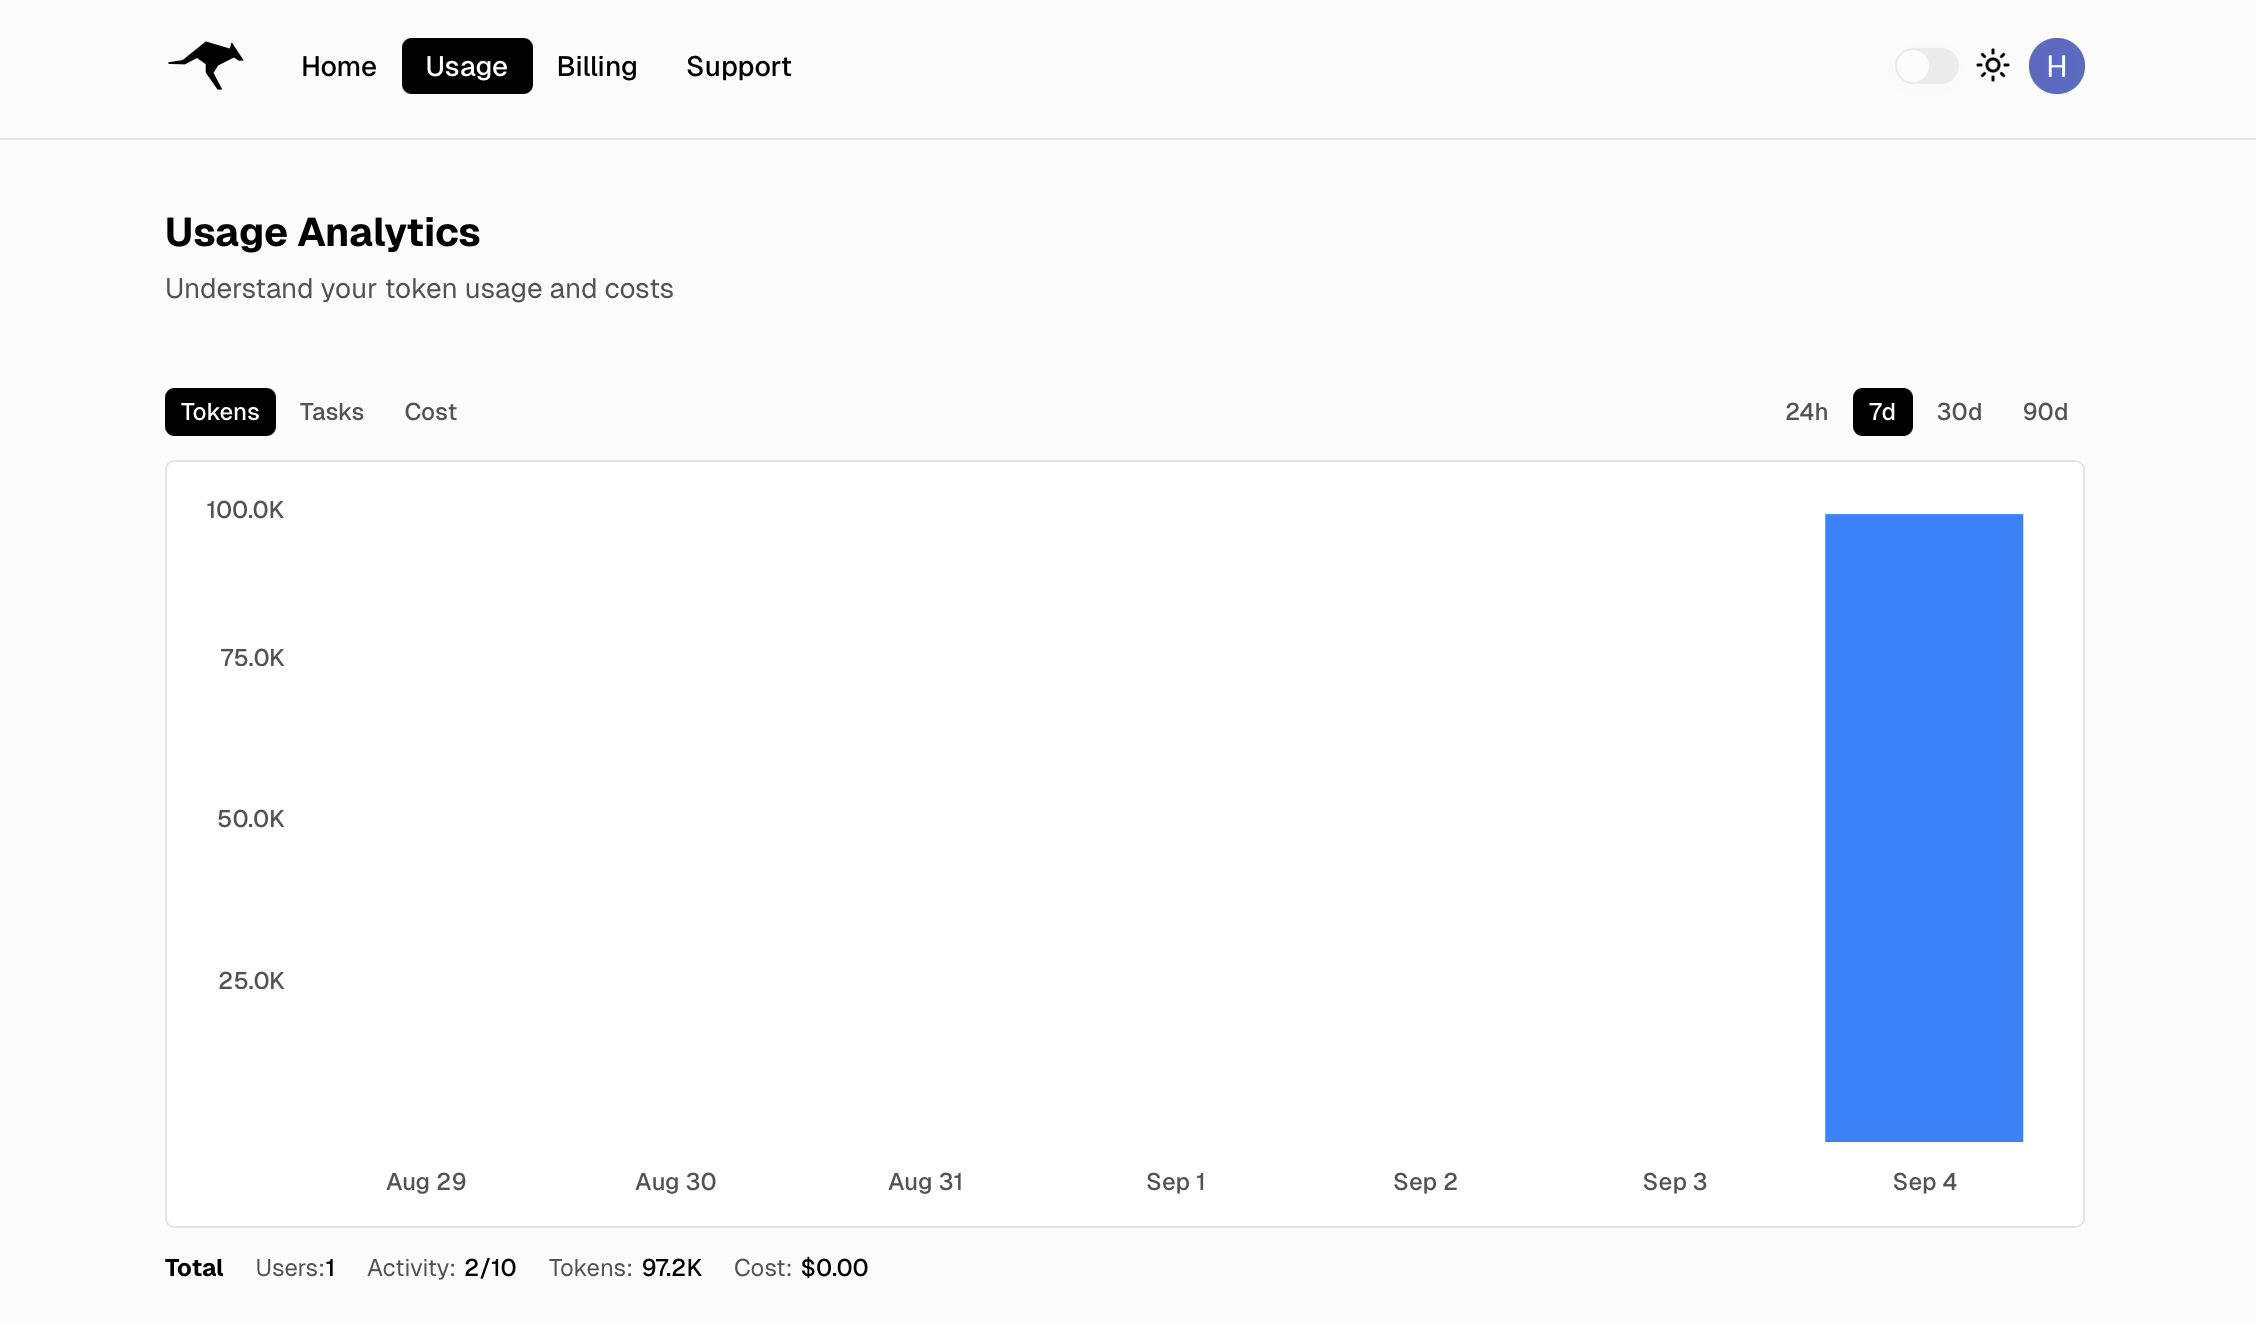 Home Usage Billing Support H
Usage Analytics
Understand your token usage and costs
Tokens Tasks Cost 24h 7d 30d 90d
100.0K
75.0K
50.0K
25.0K
Aug 29 Aug 30 Aug 31 Sep 1 Sep 2 Sep 3 Sep 4
Total Users:1 Activity: 2/10 Tokens: 97.2K Cost: $0.00